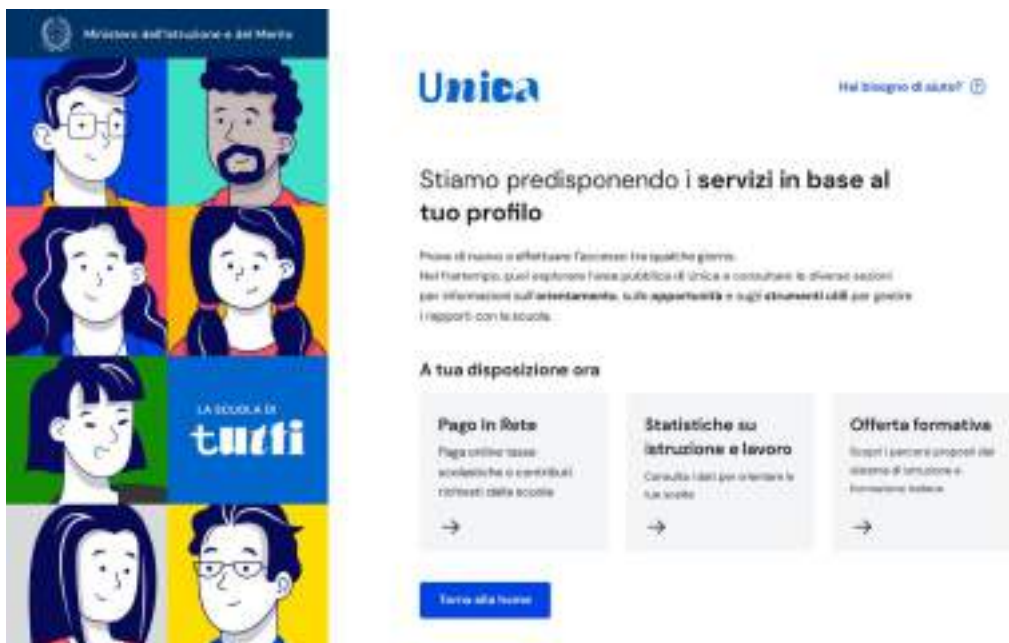 Ministero dell'Istruzione e del Merito
Unica
Hai bisogno di aiuto?
Stiamo predisponendo i servizi in base al
tuo profilo
Prova di nuovo a effettuare l'accesso tra qualche giorno.
Nel frattempo, puoi esplorare l'area pubblica di Unica e consultare le diverse sezioni
per informazioni sull'orientamento, sulle opportunità e sugli strumenti utili per gestire
i rapporti con la scuola.
A tua disposizione ora
Pago In Rete
Paga online tasse
scolastiche o contributi
richiesti dalla scuola
Statistiche su
istruzione e lavoro
Consulta i dati per orientare le
tue scelte
Offerta formativa
Scopri i percorsi proposti dal
sistema di istruzione e
formazione italiano
LA SCUOLA DI
tutti
Torna alla home